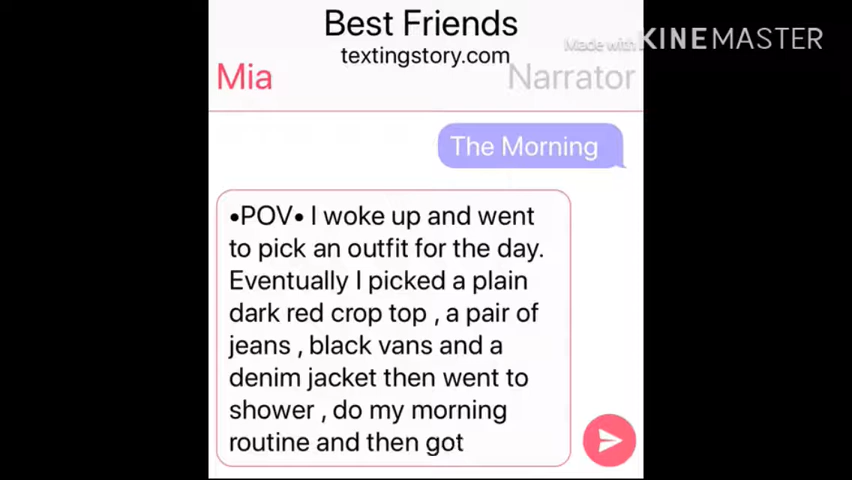 Best Friends
Made with KINEMASTER
textingstory.com
Mia
Narrator
The Morning
•POV• I woke up and went
to pick an outfit for the day.
Eventually I picked a plain
dark red crop top , a pair of
jeans , black vans and a
denim jacket then went to
shower , do my morning
routine and then got